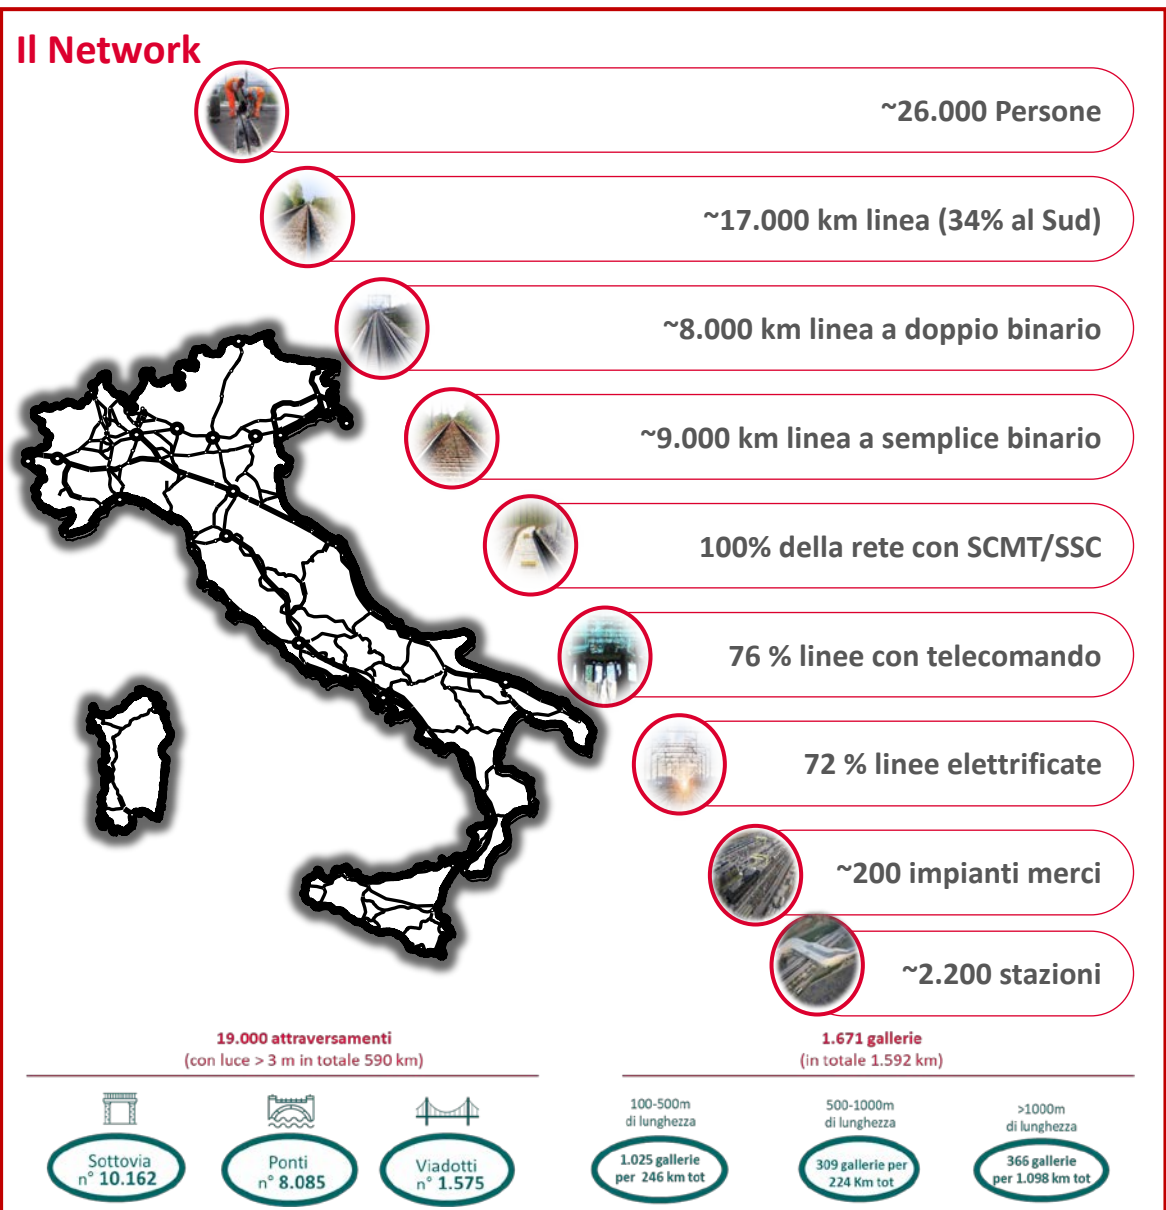 Il Network
~26.000 Persone
~17.000 km linea (34% al Sud)
~8.000 km linea a doppio binario
~9.000 km linea a semplice binario
100% della rete con SCMT/SSC
76 % linee con telecomando
72 % linee elettrificate
~200 impianti merci
~2.200 stazioni
19.000 attraversamenti
(con luce > 3 m in totale 590 km)
Sottovia
n° 10.162
Ponti
n° 8.085
Viadotti
n° 1.575
1.671 gallerie
(in totale 1.592 km)
100-500m
di lunghezza
1.025 gallerie
per 246 km tot
500-1000m
di lunghezza
309 gallerie per
224 Km tot
>1000m
di lunghezza
366 gallerie
per 1.098 km tot